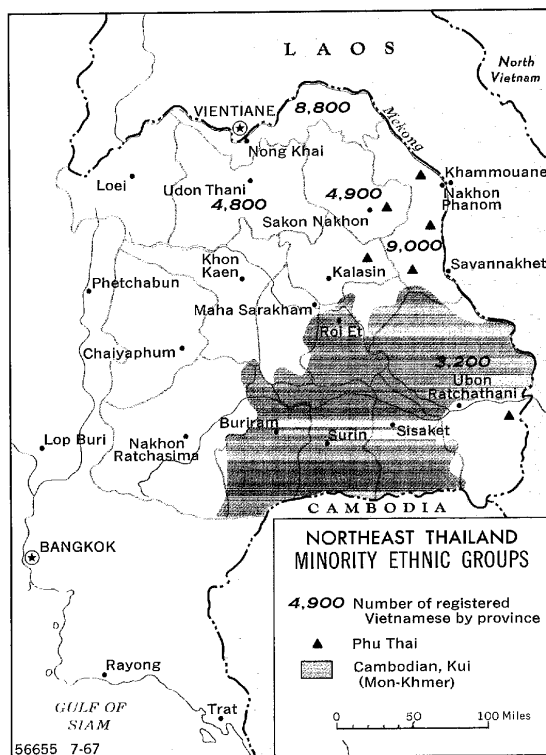 LAOS
North
Vietnam
8,800
VIENTIANE
Mekong
Nong Khai
Loei
Udon Thani
4,800
4,900
Sakon Nakhon
Khammouane
Nakhon
Phanom
9,000
Khon
Kaen
Kalasin
Savannakhet
Phetchabun
Maha Sarakham
Roi Et
Chaiyaphum
3,200
Ubon
Ratchathani
Lop Buri
Nakhon
Ratchasima
Buriram
Surin
Sisaket
CAMBODIA
BANGKOK
NORTHEAST THAILAND
MINORITY ETHNIC GROUPS
4,900 Number of registered
Vietnamese by province
Phu Thai
Cambodian, Kui
(Mon-Khmer)
Rayong
GULF OF
SIAM
Trat
0 50 100 Miles
56655 7-67